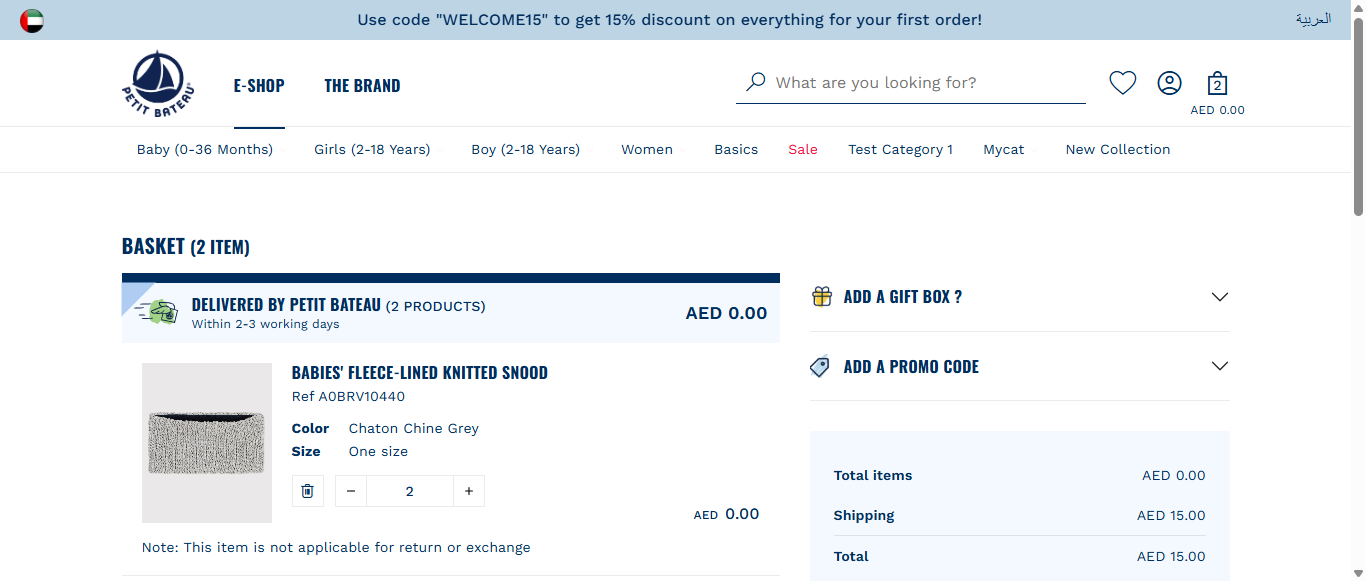 Use code "WELCOME15" to get 15% discount on everything for your first order!
العربية
PETIT BATEAU
E-SHOP
THE BRAND
What are you looking for?
2
AED 0.00
Baby (0-36 Months)
Girls (2-18 Years)
Boy (2-18 Years)
Women
Basics
Sale
Test Category 1
Mycat
New Collection
BASKET (2 ITEM)
DELIVERED BY PETIT BATEAU (2 PRODUCTS)
Within 2-3 working days
AED 0.00
BABIES' FLEECE-LINED KNITTED SNOOD
Ref A0BRV10440
Color Chaton Chine Grey
Size One size
− 2 +
AED 0.00
Note: This item is not applicable for return or exchange
ADD A GIFT BOX ?
ADD A PROMO CODE
Total items AED 0.00
Shipping AED 15.00
Total AED 15.00